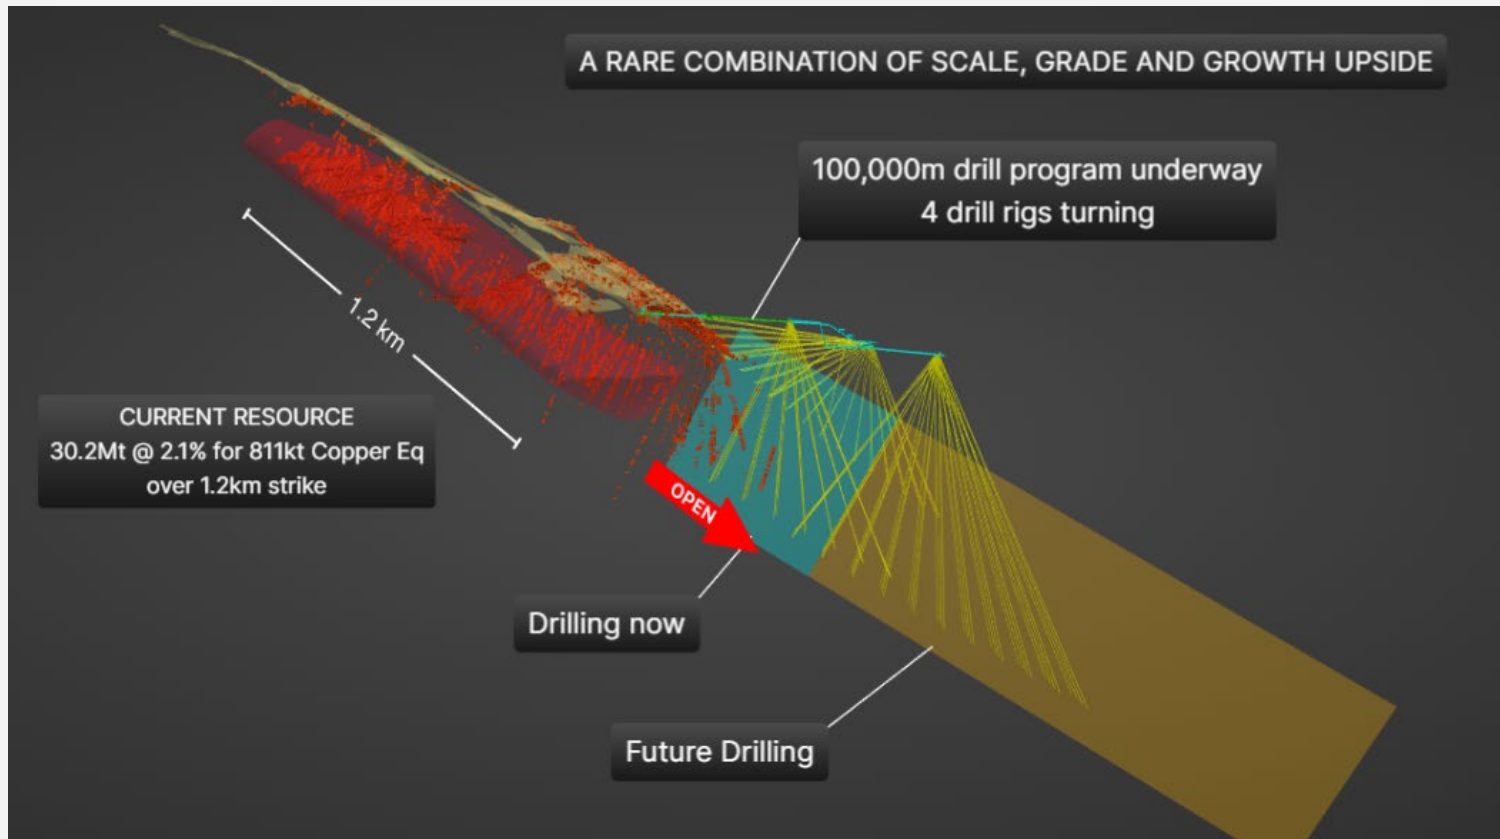 A RARE COMBINATION OF SCALE, GRADE AND GROWTH UPSIDE
100,000m drill program underway
4 drill rigs turning
1.2 km
CURRENT RESOURCE
30.2Mt @ 2.1% for 811kt Copper Eq
over 1.2km strike
OPEN
Drilling now
Future Drilling